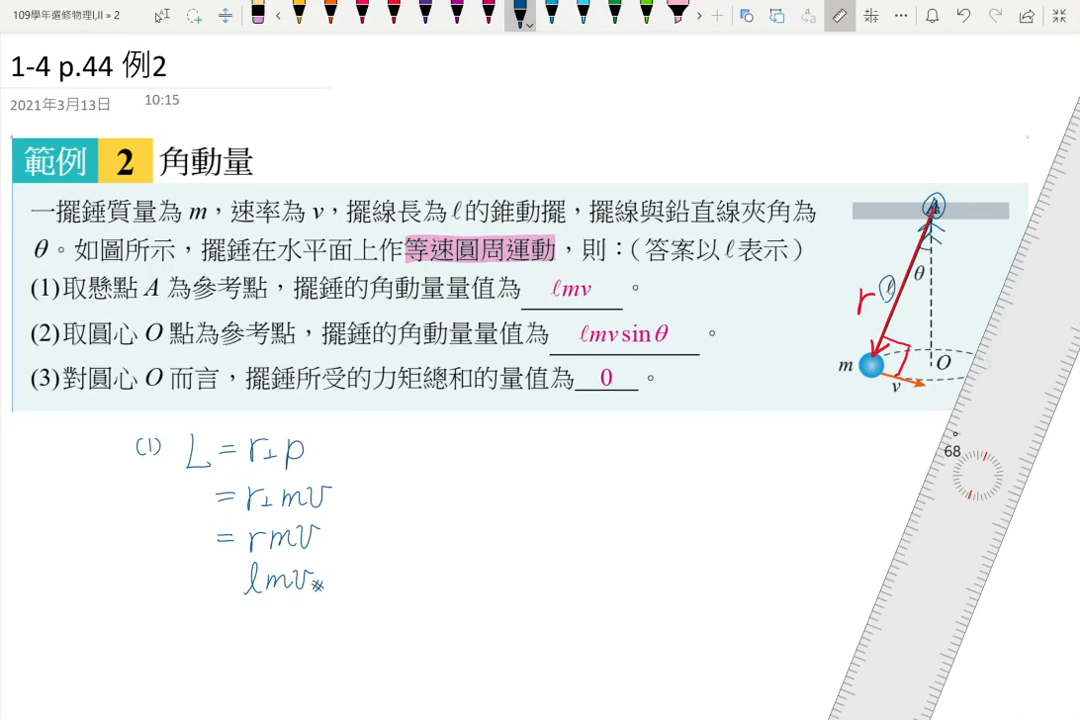 109學年選修物理I,II » 2
1-4 p.44 例2
2021年3月13日 10:15
範例 2 角動量
一擺錘質量為 m，速率為 v，擺線長為 ℓ 的錐動擺，擺線與鉛直線夾角為
θ。如圖所示，擺錘在水平面上作等速圓周運動，則：(答案以 ℓ 表示)
(1)取懸點 A 為參考點，擺錘的角動量量值為 ℓmv 。
(2)取圓心 O 點為參考點，擺錘的角動量量值為 ℓmv sin θ 。
(3)對圓心 O 而言，擺錘所受的力矩總和的量值為 0 。
A
θ
r ℓ
m
O
v
(1) L = r⊥ p
= r⊥ m v
= r m v
ℓ m v
68°